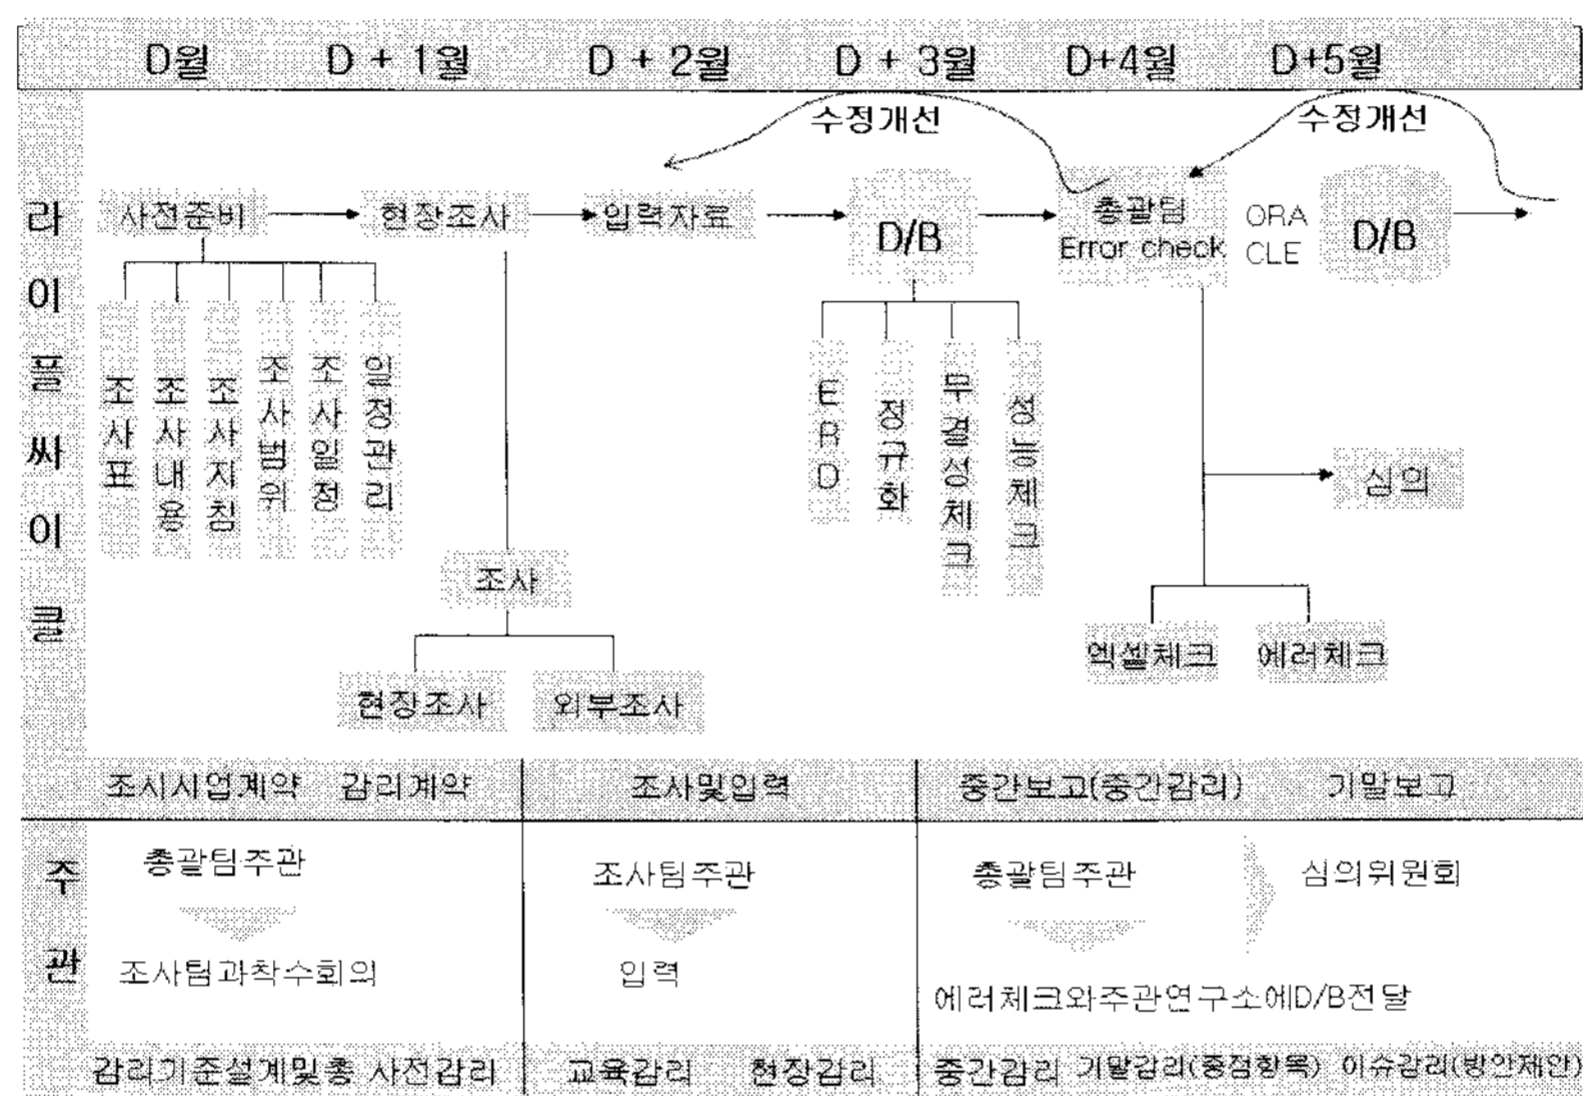 D월 D + 1월 D + 2월 D + 3월 D+4월 D+5월
수정개선 수정개선
라이플싸이클
사전준비 현장조사 입력자료 D/B 총괄팀 Error check ORA CLE D/B
조사표
조사내용
조사지침
조사범위
조사일정
일정관리
ERD
정규화
무결성체크
성능체크
심의
조사
엑셀체크 에러체크
현장조사 외부조사
조시사업계약 감리계약 조사및입력 중간보고(중간감리) 기말보고
주관
총괄팀주관 조사팀주관 총괄팀주관 심의위원회
조사팀과착수회의 입력
에러체크와주관연구소에D/B전달
감리기준설계및총 사전감리 교육감리 현장감리 중간감리 기말감리(중점항목) 이슈감리(방안제안)